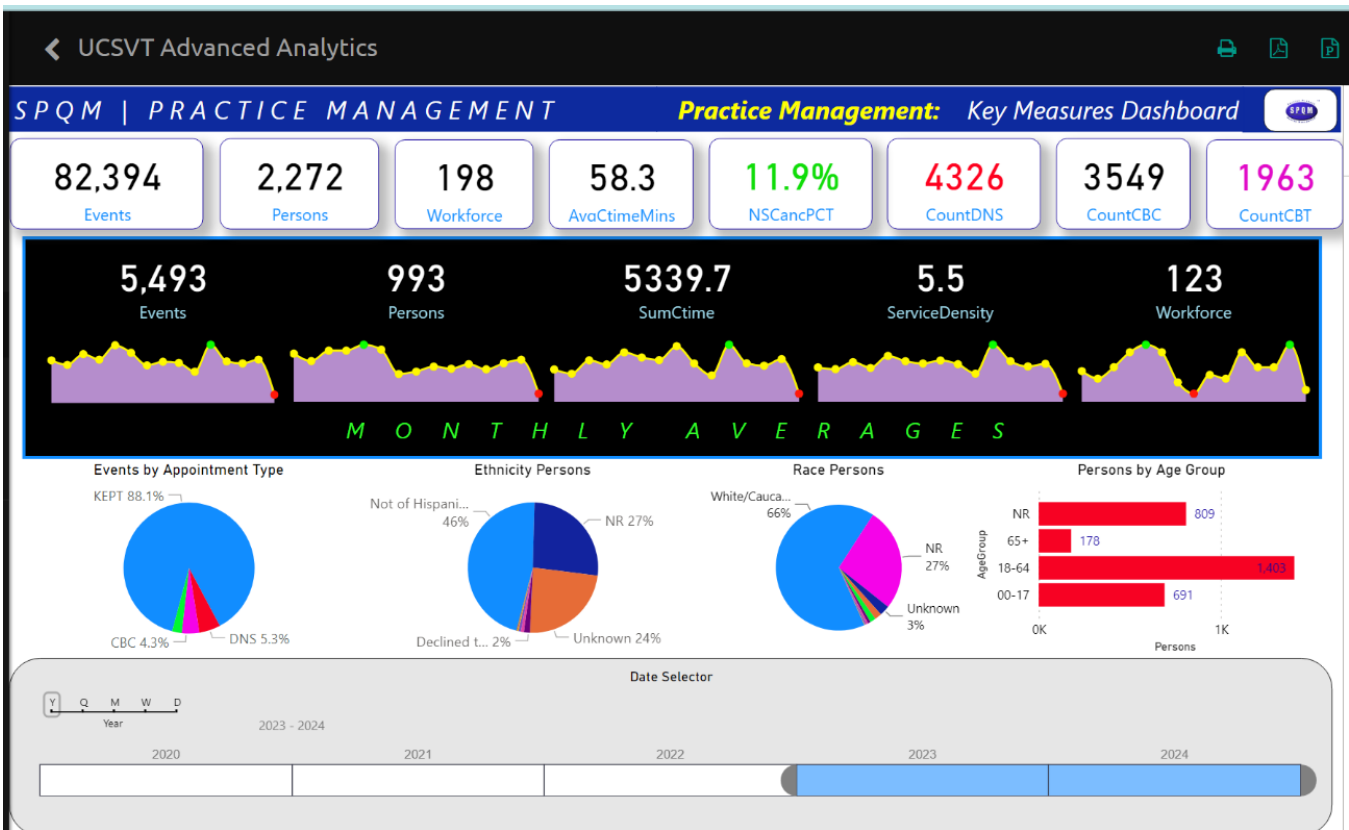 UCSVT Advanced Analytics
SPQM | PRACTICE MANAGEMENT Practice Management: Key Measures Dashboard SPQM
82,394 2,272 198 58.3 11.9% 4326 3549 1963
Events Persons Workforce AvgCtimeMins NSCancPCT CountDNS CountCBC CountCBT
5,493 993 5339.7 5.5 123
Events Persons SumCtime ServiceDensity Workforce
MONTHLY AVERAGES
Events by Appointment Type
KEPT 88.1%
CBC 4.3%
DNS 5.3%
Ethnicity Persons
Not of Hispani...
46%
NR 27%
Declined t... 2%
Unknown 24%
Race Persons
White/Cauca...
66%
NR
27%
Unknown
3%
Persons by Age Group
AgeGroup
NR 809
65+ 178
18-64 1,403
00-17 691
0K 1K
Persons
Date Selector
Y Q M W D
Year
2023 - 2024
2020 2021 2022 2023 2024